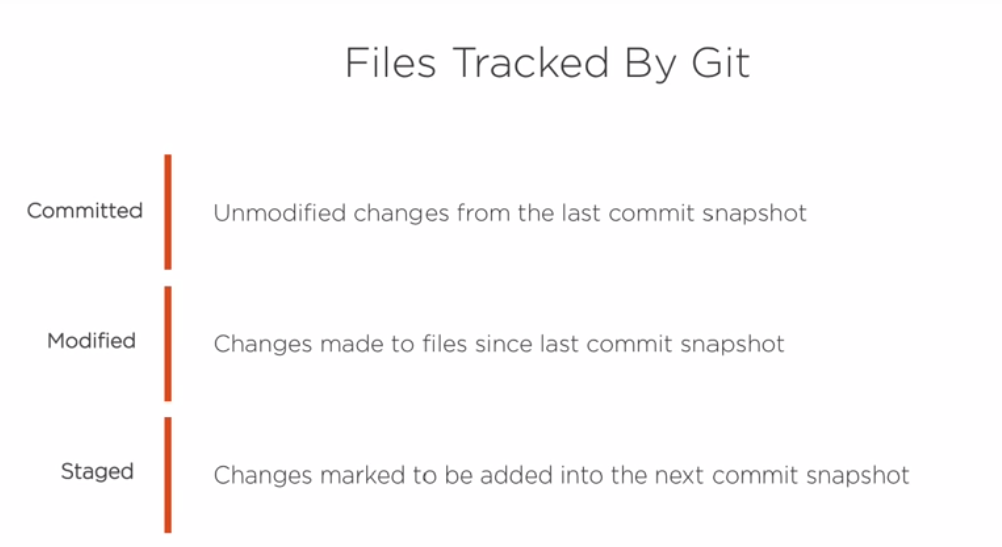 Files Tracked By Git
Committed
Unmodified changes from the last commit snapshot
Modified
Changes made to files since last commit snapshot
Staged
Changes marked to be added into the next commit snapshot